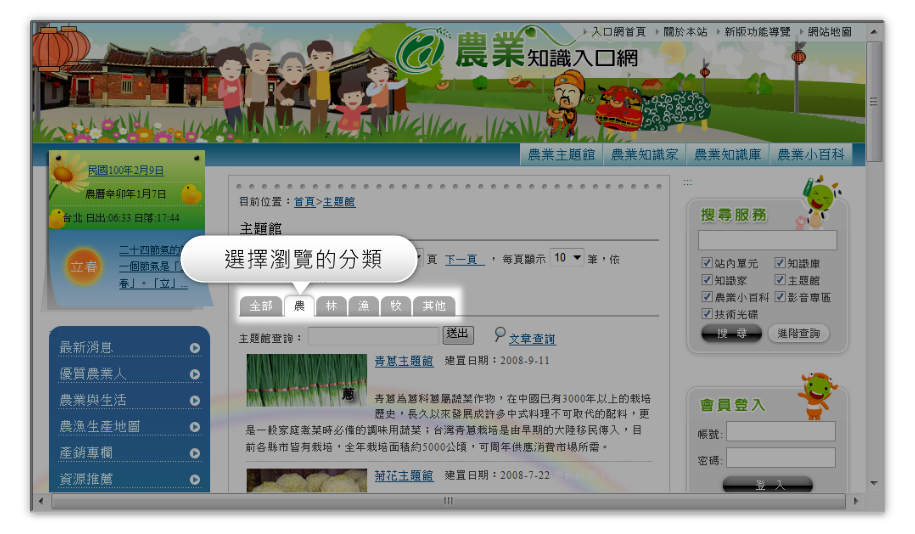 入口網首頁 關於本站 新版功能導覽 網站地圖
農業知識入口網
農業主題館 農業知識家 農業知識庫 農業小百科
民國100年2月9日
農曆辛卯年1月7日
台北 日出:06:33 日落:17:44
立春
二十四節氣的
一個節氣是「
春」。「立」...
最新消息
優質農業人
農業與生活
農漁生產地圖
產銷專欄
資源推薦
目前位置：首頁>主題館
主題館
選擇瀏覽的分類
頁 下一頁 ，每頁顯示 10 筆，依
全部 農 林 漁 牧 其他
主題館查詢： 送出 文章查詢
青蔥主題館 建置日期：2008-9-11
蔥
青蔥為蔥科蔥屬蔬菜作物，在中國已有3000年以上的栽培
歷史，長久以來發展成許多中式料理不可取代的配料，更
是一般家庭煮菜時必備的調味用蔬菜；台灣青蔥栽培是由早期的大陸移民傳入，目
前各縣市皆有栽培，全年栽培面積約5000公頃，可周年供應消費市場所需。
菊花主題館 建置日期：2008-7-22
搜尋服務
站內單元 知識庫
知識家 主題館
農業小百科 影音專區
技術光碟
搜 尋 進階查詢
會員登入
帳號:
密碼:
登 入